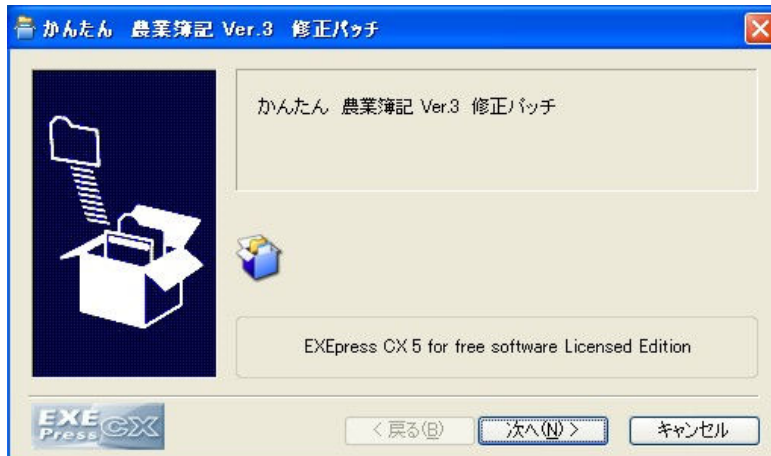 かんたん　農業簿記 Ver.3　修正パッチ
かんたん 農業簿記 Ver.3 修正パッチ
EXEpress CX 5 for free software Licensed Edition
EXE
Press CX
< 戻る(B)
次へ(N) >
キャンセル